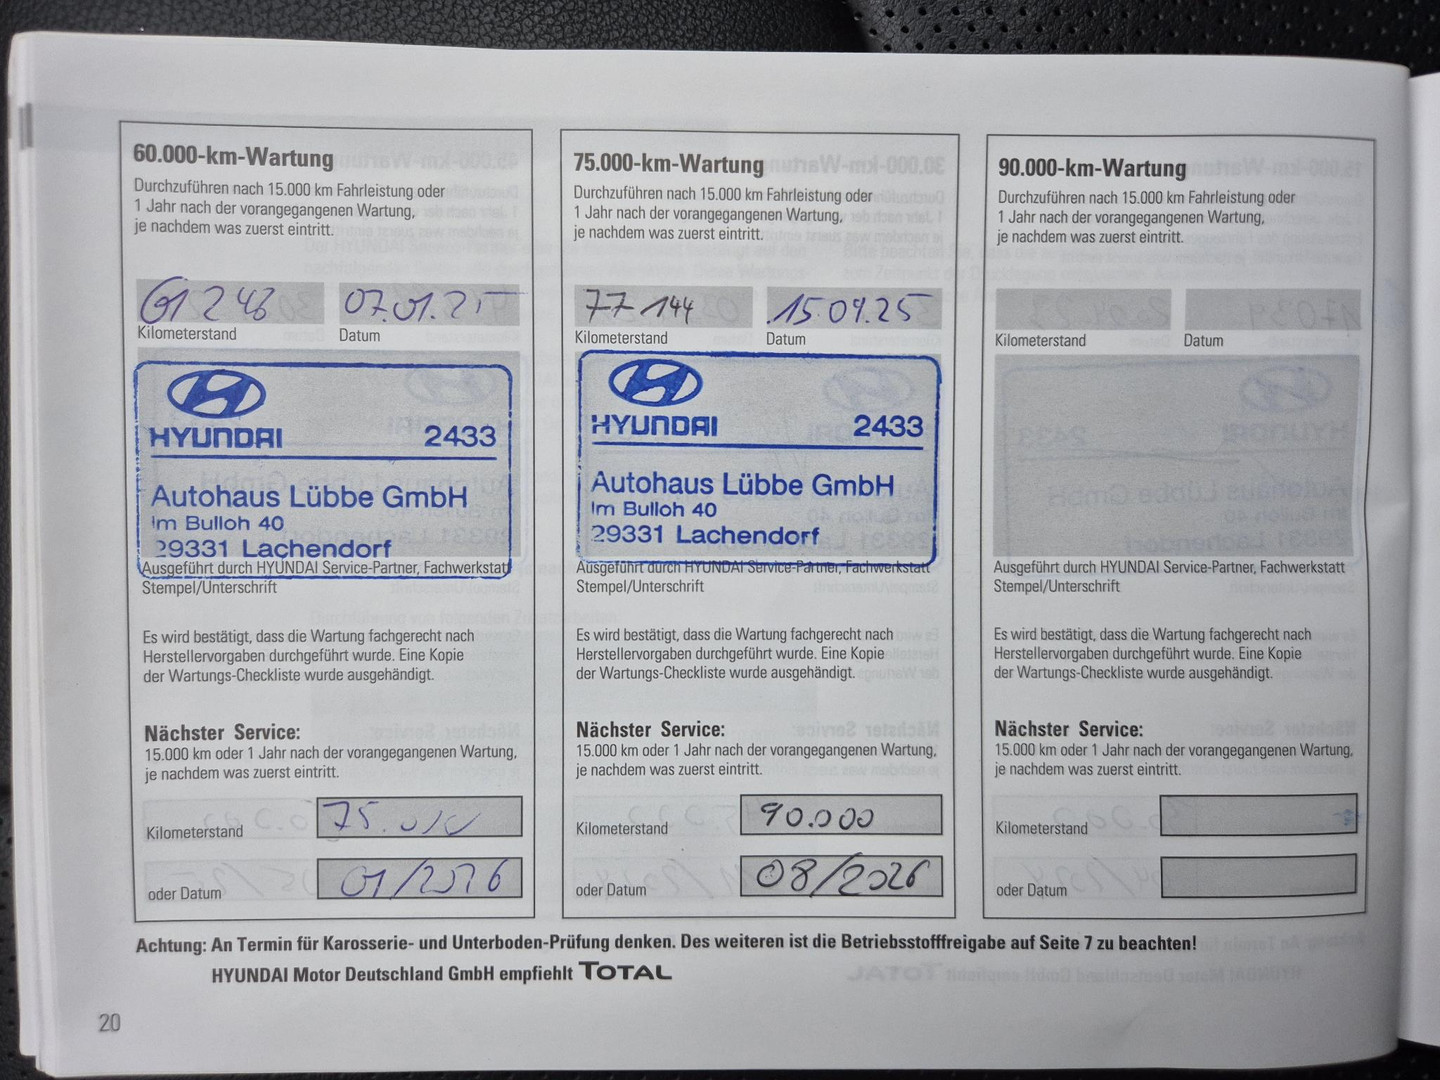 60.000-km-Wartung
Durchzuführen nach 15.000 km Fahrleistung oder
1 Jahr nach der vorangegangenen Wartung,
je nachdem was zuerst eintritt.
61248
07.01.25
Kilometerstand
Datum
HYUNDAI 2433
Autohaus Lübbe GmbH
Im Bulloh 40
29331 Lachendorf
Ausgeführt durch HYUNDAI Service-Partner, Fachwerkstatt
Stempel/Unterschrift
Es wird bestätigt, dass die Wartung fachgerecht nach
Herstellervorgaben durchgeführt wurde. Eine Kopie
der Wartungs-Checkliste wurde ausgehändigt.
Nächster Service:
15.000 km oder 1 Jahr nach der vorangegangenen Wartung,
je nachdem was zuerst eintritt.
Kilometerstand 75.000
oder Datum 01/2026
75.000-km-Wartung
Durchzuführen nach 15.000 km Fahrleistung oder
1 Jahr nach der vorangegangenen Wartung,
je nachdem was zuerst eintritt.
77144
15.09.25
Kilometerstand
Datum
HYUNDAI 2433
Autohaus Lübbe GmbH
Im Bulloh 40
29331 Lachendorf
Ausgeführt durch HYUNDAI Service-Partner, Fachwerkstatt
Stempel/Unterschrift
Es wird bestätigt, dass die Wartung fachgerecht nach
Herstellervorgaben durchgeführt wurde. Eine Kopie
der Wartungs-Checkliste wurde ausgehändigt.
Nächster Service:
15.000 km oder 1 Jahr nach der vorangegangenen Wartung,
je nachdem was zuerst eintritt.
Kilometerstand 90.000
oder Datum 08/2026
90.000-km-Wartung
Durchzuführen nach 15.000 km Fahrleistung oder
1 Jahr nach der vorangegangenen Wartung,
je nachdem was zuerst eintritt.
Kilometerstand
Datum
Ausgeführt durch HYUNDAI Service-Partner, Fachwerkstatt
Stempel/Unterschrift
Es wird bestätigt, dass die Wartung fachgerecht nach
Herstellervorgaben durchgeführt wurde. Eine Kopie
der Wartungs-Checkliste wurde ausgehändigt.
Nächster Service:
15.000 km oder 1 Jahr nach der vorangegangenen Wartung,
je nachdem was zuerst eintritt.
Kilometerstand
oder Datum
Achtung: An Termin für Karosserie- und Unterboden-Prüfung denken. Des weiteren ist die Betriebsstofffreigabe auf Seite 7 zu beachten!
HYUNDAI Motor Deutschland GmbH empfiehlt TOTAL
20